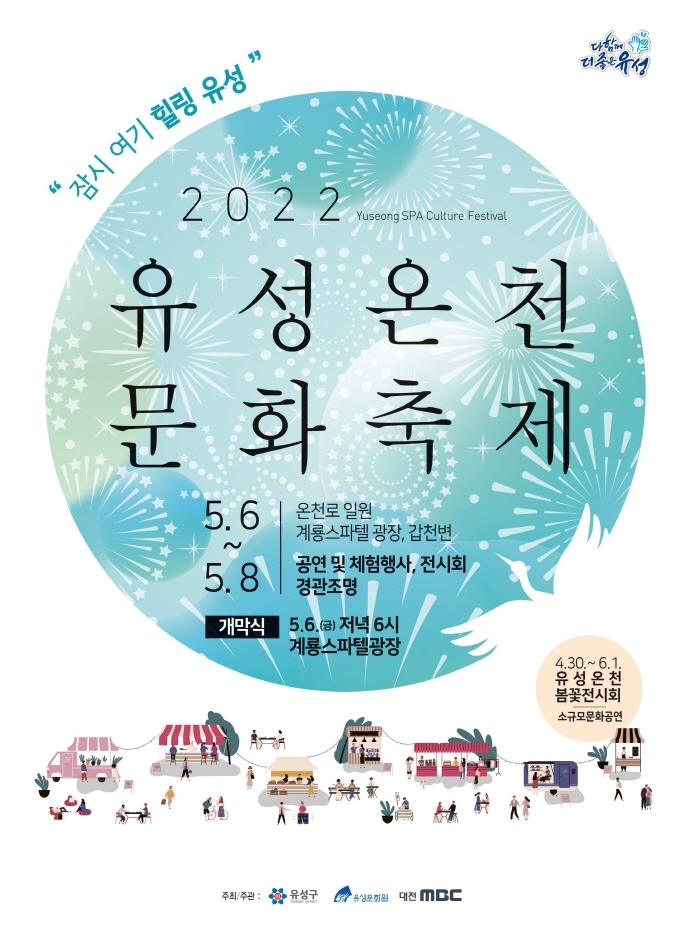 다함께
더좋은유성
“ 잠시 여기 힐링 유성 ”
2022 Yuseong SPA Culture Festival
유성온천
문화축제
5.6
~
5.8
온천로 일원
계룡스파텔 광장, 갑천변
공연 및 체험행사, 전시회
경관조명
개막식 5.6.(금) 저녁 6시
계룡스파텔광장
4.30.~ 6.1.
유성온천
봄꽃전시회
소규모문화공연
주최/주관 : 유성구 유성문화원 대전 MBC